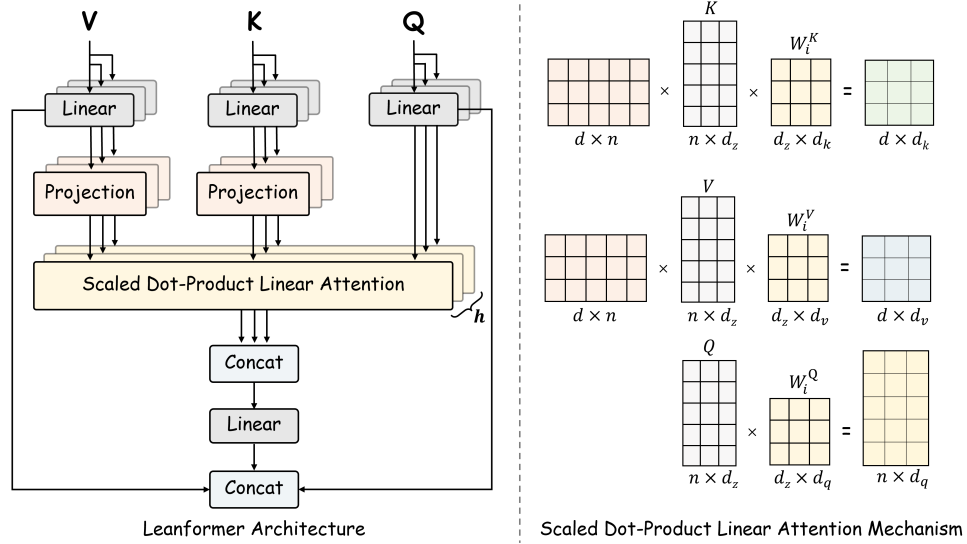 V K Q
Linear Linear Linear
Projection Projection
Scaled Dot-Product Linear Attention
h
Concat
Linear
Concat
Leanformer Architecture
K
W_i^K
× × =
d × n n × d_z d_z × d_k d × d_k
V
W_i^V
× × =
d × n n × d_z d_z × d_v d × d_v
Q
W_i^Q
× =
n × d_z d_z × d_q n × d_q
Scaled Dot-Product Linear Attention Mechanism